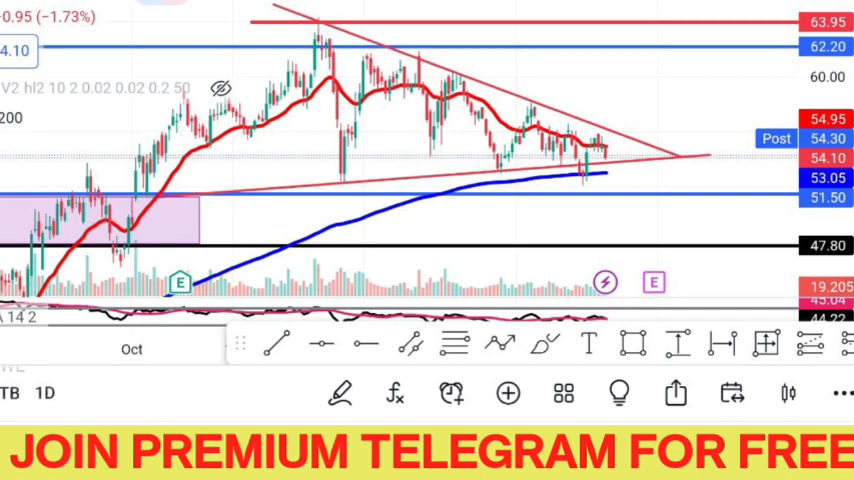 -0.95 (-1.73%)
63.95
62.20
4.10
V2 hl2 10 2 0.02 0.02 0.2 50
60.00
200
54.95
Post 54.30
54.10
53.05
51.50
47.80
E E
19.205
45.04
A 14 2
44.22
Oct
T
TB 1D
fx
JOIN PREMIUM TELEGRAM FOR FREE